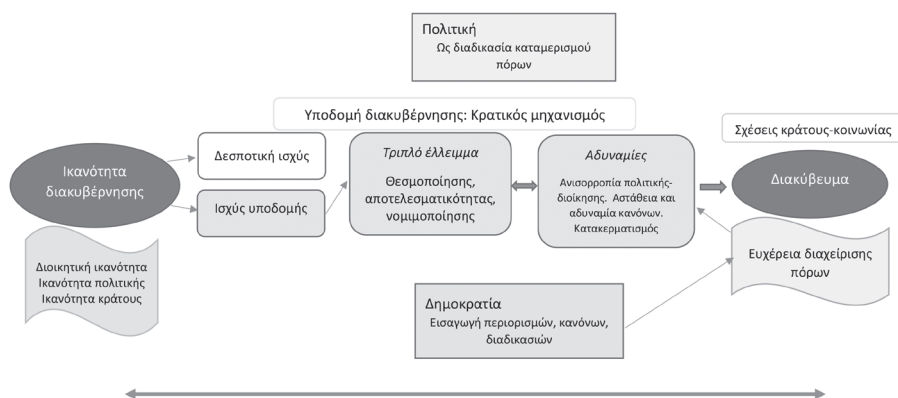 Πολιτική
Ως διαδικασία καταμερισμού
πόρων
Υποδομή διακυβέρνησης: Κρατικός μηχανισμός
Σχέσεις κράτους-κοινωνίας
Ικανότητα
διακυβέρνησης
Δεσποτική ισχύς
Ισχύς υποδομής
Τριπλό έλλειμμα
Θεσμοποίησης,
αποτελεσματικότητας,
νομιμοποίησης
Αδυναμίες
Ανισορροπία πολιτικής-
διοίκησης. Αστάθεια και
αδυναμία κανόνων.
Κατακερματισμός
Διακύβευμα
Διοικητική ικανότητα
Ικανότητα πολιτικής
Ικανότητα κράτους
Ευχέρεια διαχείρισης
πόρων
Δημοκρατία
Εισαγωγή περιορισμών, κανόνων,
διαδικασιών